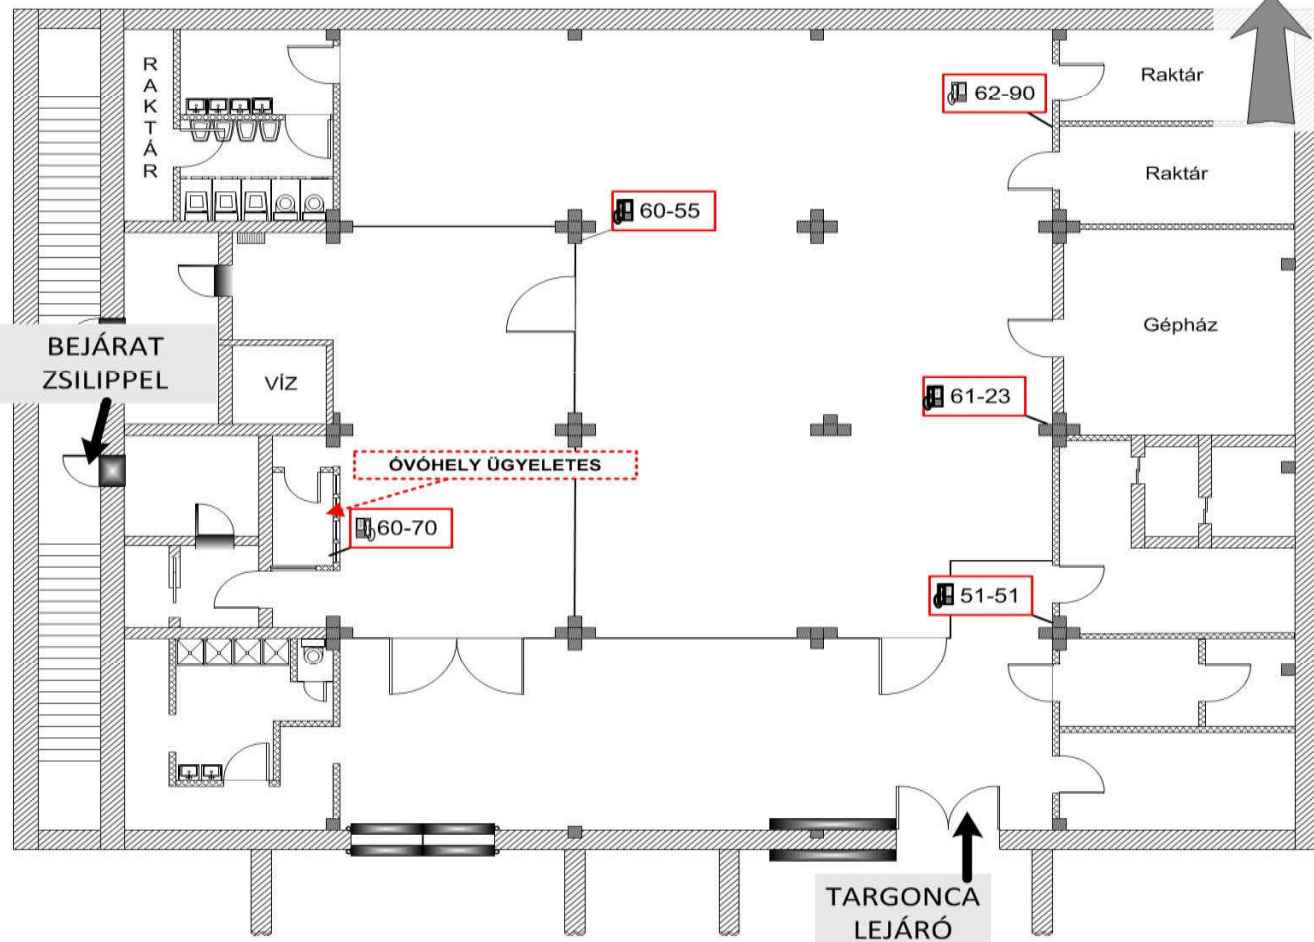 R
A
K
T
Á
R
Raktár
62-90
Raktár
60-55
Gépház
BEJÁRAT
ZSILIPPEL
VÍZ
61-23
ÓVÓHELY ÜGYELETES
60-70
51-51
TARGONCA
LEJÁRÓ